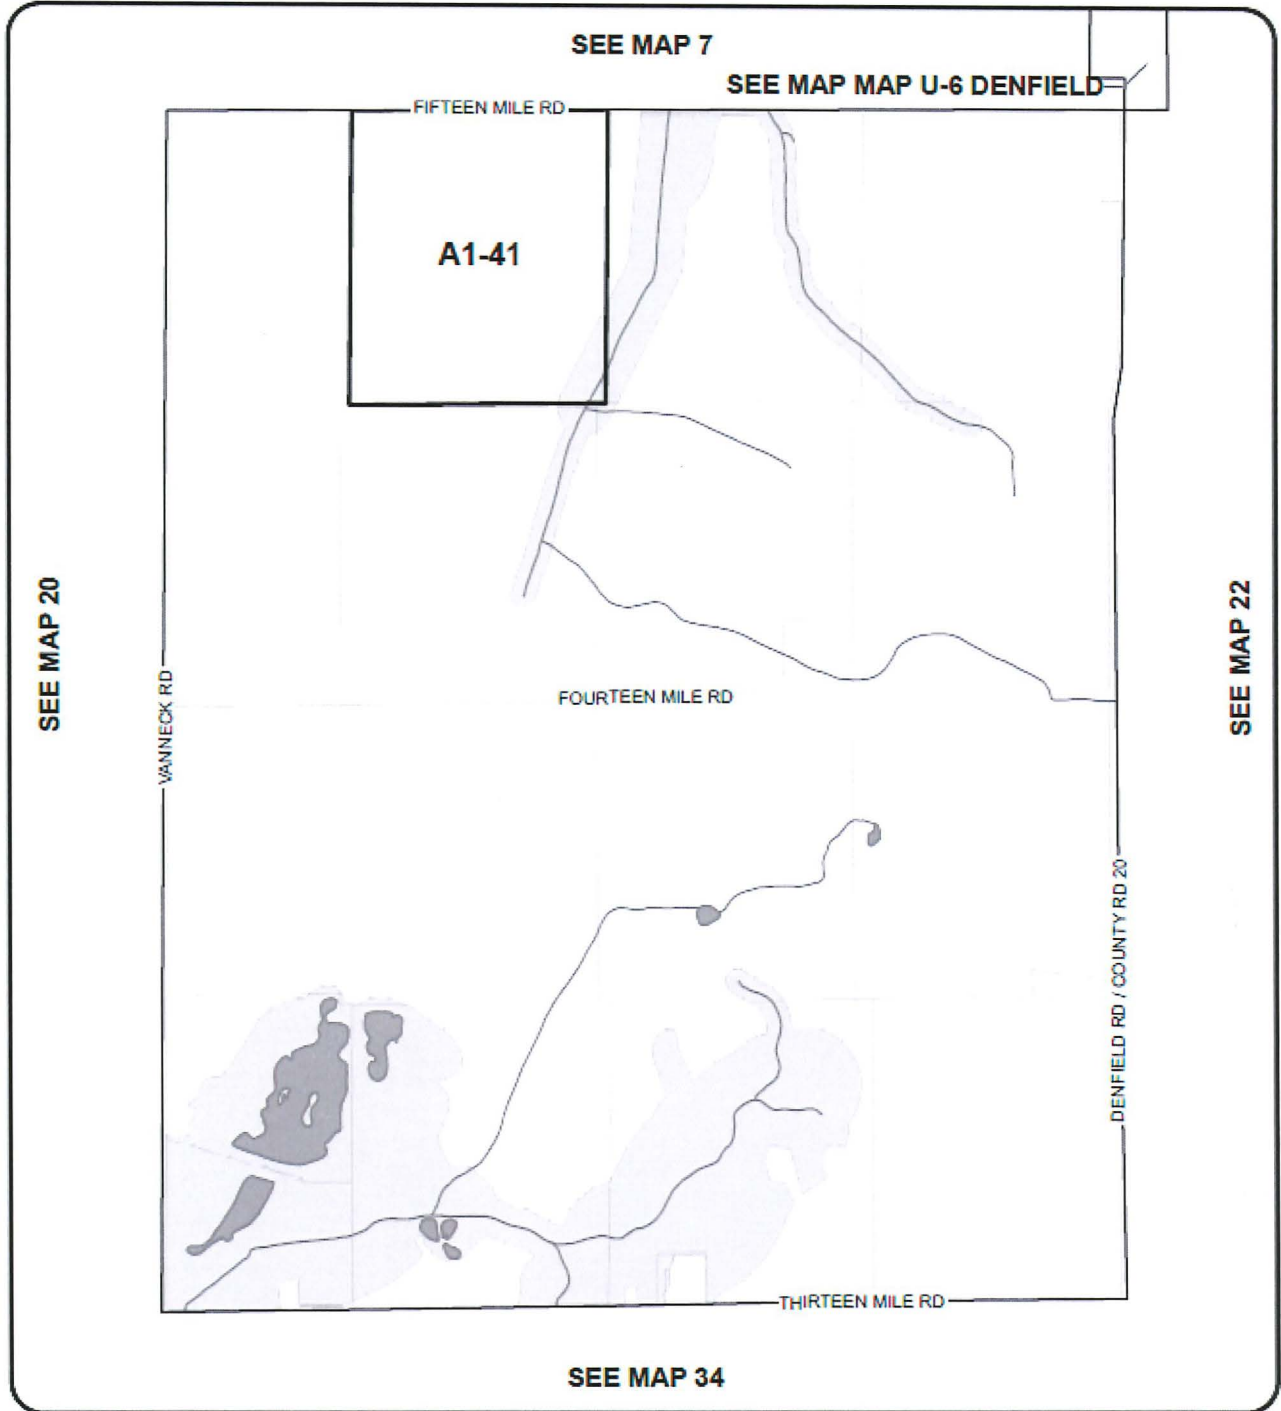 SEE MAP 7
SEE MAP MAP U-6 DENFIELD
FIFTEEN MILE RD
A1-41
SEE MAP 20
SEE MAP 22
VANNECK RD
FOURTEEN MILE RD
DENFIELD RD / COUNTY RD 20
THIRTEEN MILE RD
SEE MAP 34